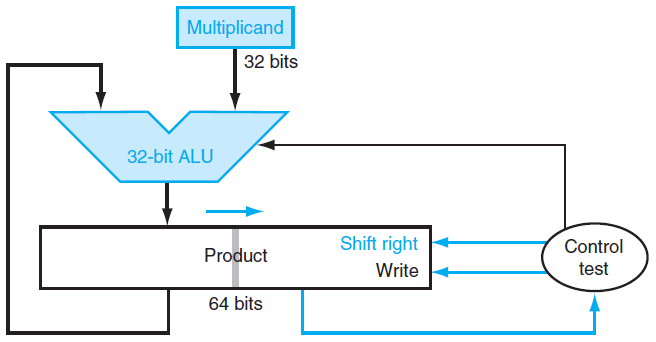 Multiplicand
32 bits
32-bit ALU
Shift right
Product
Write
Control
test
64 bits